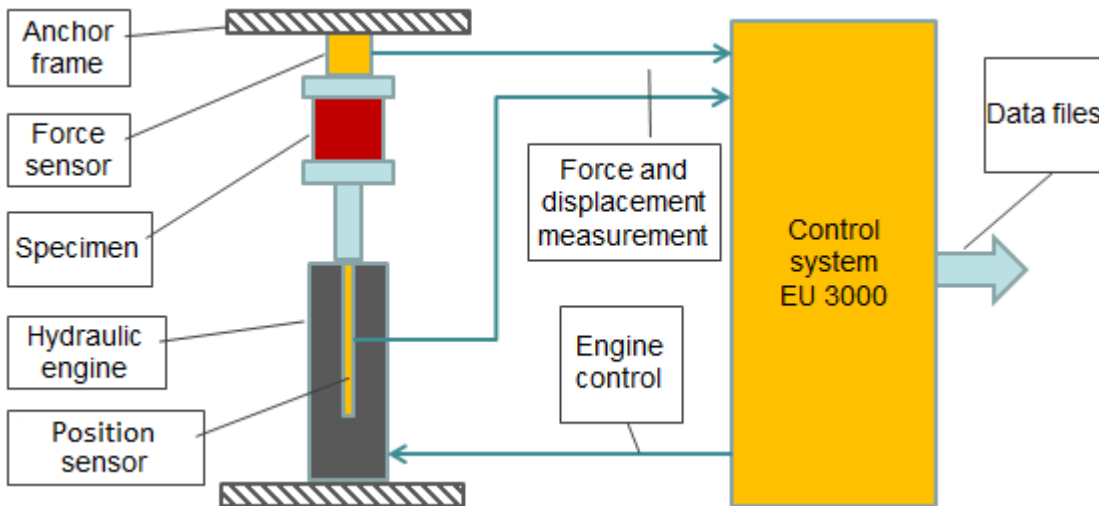 Anchor
frame
Force
sensor
Specimen
Hydraulic
engine
Position
sensor
Force and
displacement
measurement
Engine
control
Control
system
EU 3000
Data files